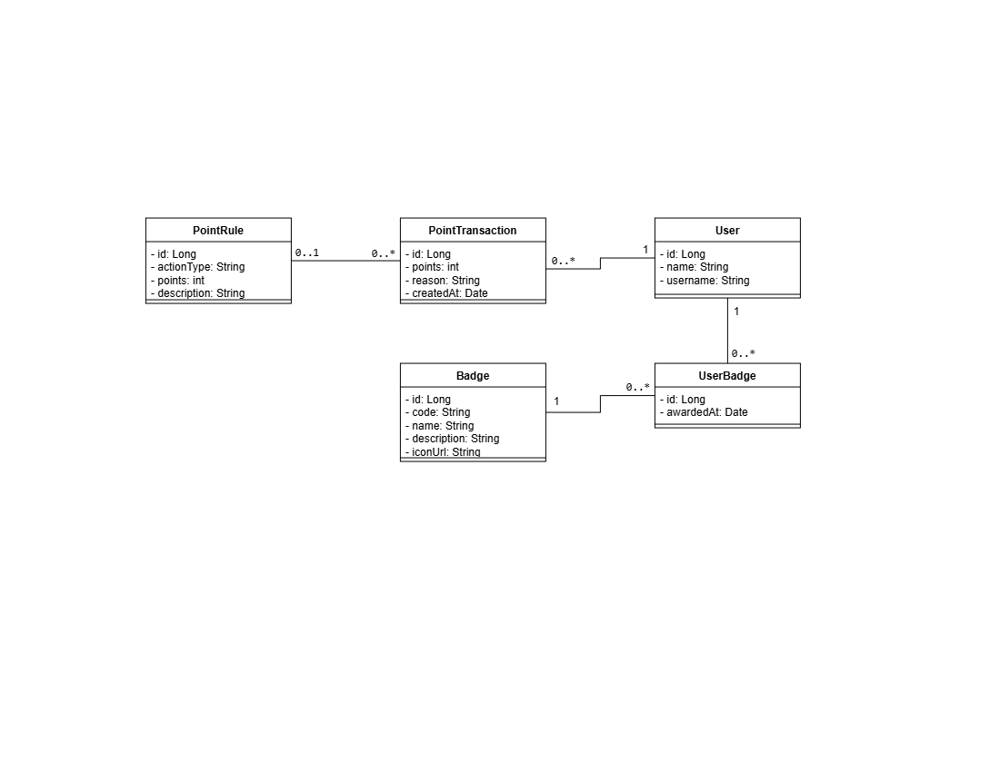 PointRule
- id: Long
- actionType: String
- points: int
- description: String
0..1
0..*
PointTransaction
- id: Long
- points: int
- reason: String
- createdAt: Date
0..*
1
User
- id: Long
- name: String
- username: String
1
0..*
Badge
- id: Long
- code: String
- name: String
- description: String
- iconUrl: String
1
0..*
UserBadge
- id: Long
- awardedAt: Date